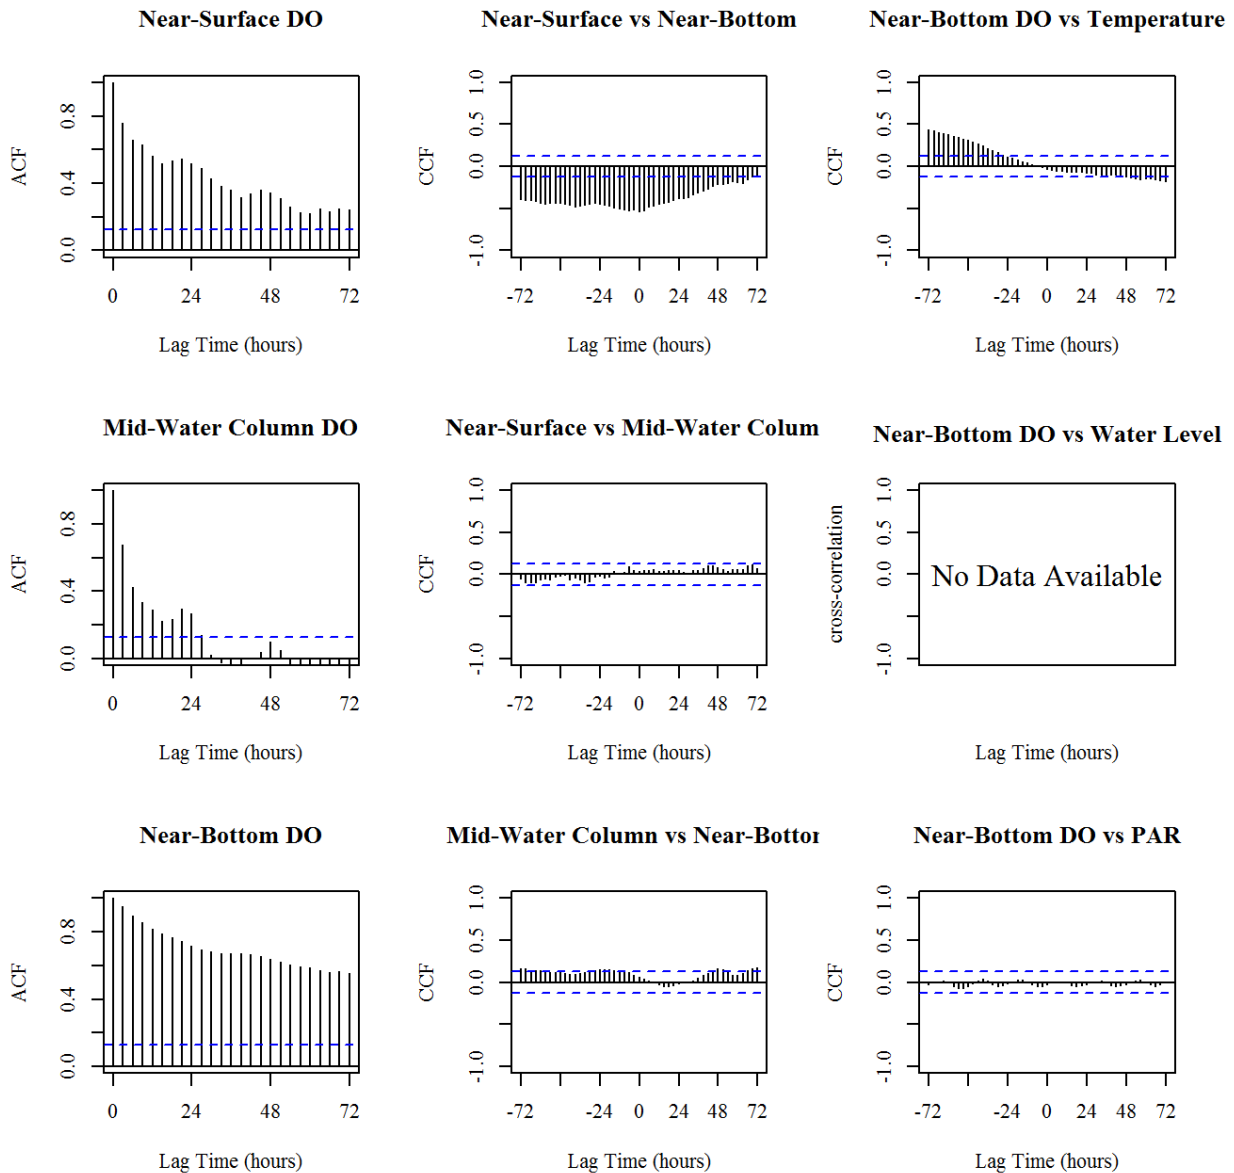 Near-Surface DO
ACF
0.0 0.4 0.8
0 24 48 72
Lag Time (hours)
Near-Surface vs Near-Bottom
CCF
-1.0 0.0 0.5 1.0
-72 -24 0 24 48 72
Lag Time (hours)
Near-Bottom DO vs Temperature
CCF
-1.0 0.0 0.5 1.0
-72 -24 0 24 48 72
Lag Time (hours)
Mid-Water Column DO
ACF
0.0 0.4 0.8
0 24 48 72
Lag Time (hours)
Near-Surface vs Mid-Water Colum
CCF
-1.0 0.0 0.5 1.0
-72 -24 0 24 48 72
Lag Time (hours)
Near-Bottom DO vs Water Level
cross-correlation
-1.0 0.0 0.5 1.0
No Data Available
Lag Time (hours)
Near-Bottom DO
ACF
0.0 0.4 0.8
0 24 48 72
Lag Time (hours)
Mid-Water Column vs Near-Bottor
CCF
-1.0 0.0 0.5 1.0
-72 -24 0 24 48 72
Lag Time (hours)
Near-Bottom DO vs PAR
CCF
-1.0 0.0 0.5 1.0
-72 -24 0 24 48 72
Lag Time (hours)